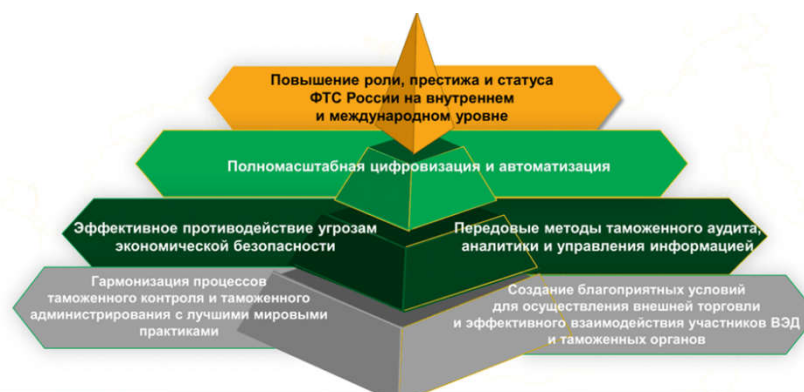 Повышение роли, престижа и статуса
ФТС России на внутреннем
и международном уровне
Полномасштабная цифровизация и автоматизация
Эффективное противодействие угрозам
экономической безопасности
Передовые методы таможенного аудита,
аналитики и управления информацией
Гармонизация процессов
таможенного контроля и таможенного
администрирования с лучшими мировыми
практиками
Создание благоприятных условий
для осуществления внешней торговли
и эффективного взаимодействия участников ВЭД
и таможенных органов